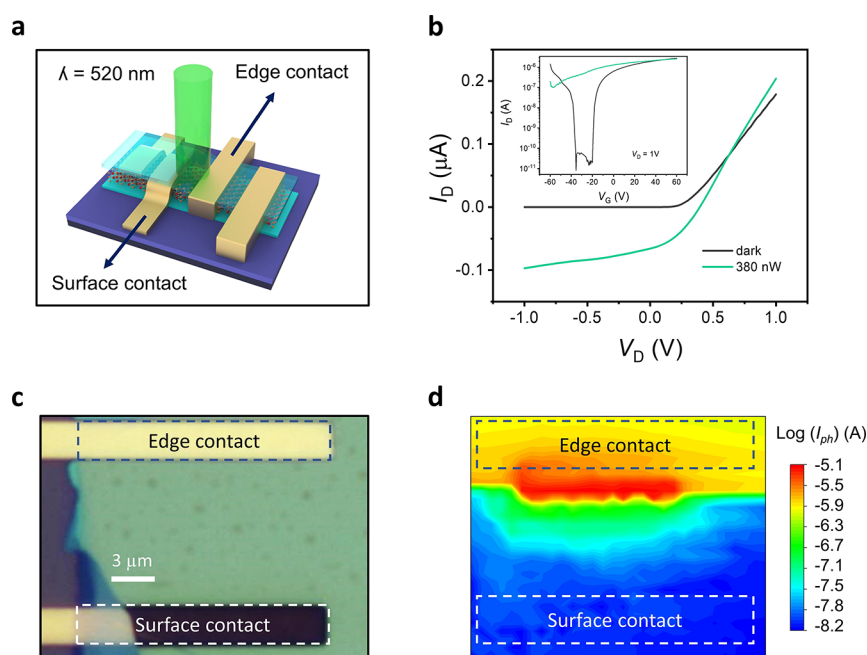 a
ʎ = 520 nm
Edge contact
Surface contact
b
I_D (μA)
0.2
0.1
0.0
-0.1
-1.0 -0.5 0.0 0.5 1.0
V_D (V)
dark
380 nW
I_D (A)
10⁻⁵
10⁻⁶
10⁻⁷
10⁻⁸
10⁻⁹
10⁻¹⁰
10⁻¹¹
V_D = 1V
-60 -40 -20 0 20 40 60
V_G (V)
c
Edge contact
3 μm
Surface contact
d
Edge contact
Surface contact
Log (I_ph) (A)
-5.1
-5.5
-5.9
-6.3
-6.7
-7.1
-7.5
-7.8
-8.2